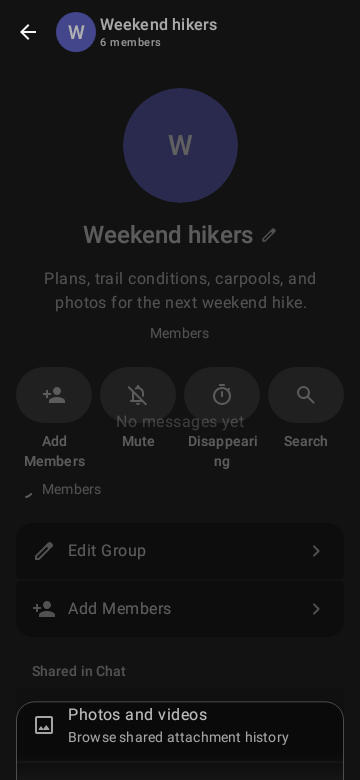 W
Weekend hikers
6 members
W
Weekend hikers
Plans, trail conditions, carpools, and
photos for the next weekend hike.
Members
No messages yet
Add
Members
Mute
Disappeari
ng
Search
Members
Edit Group
Add Members
Shared in Chat
Photos and videos
Browse shared attachment history